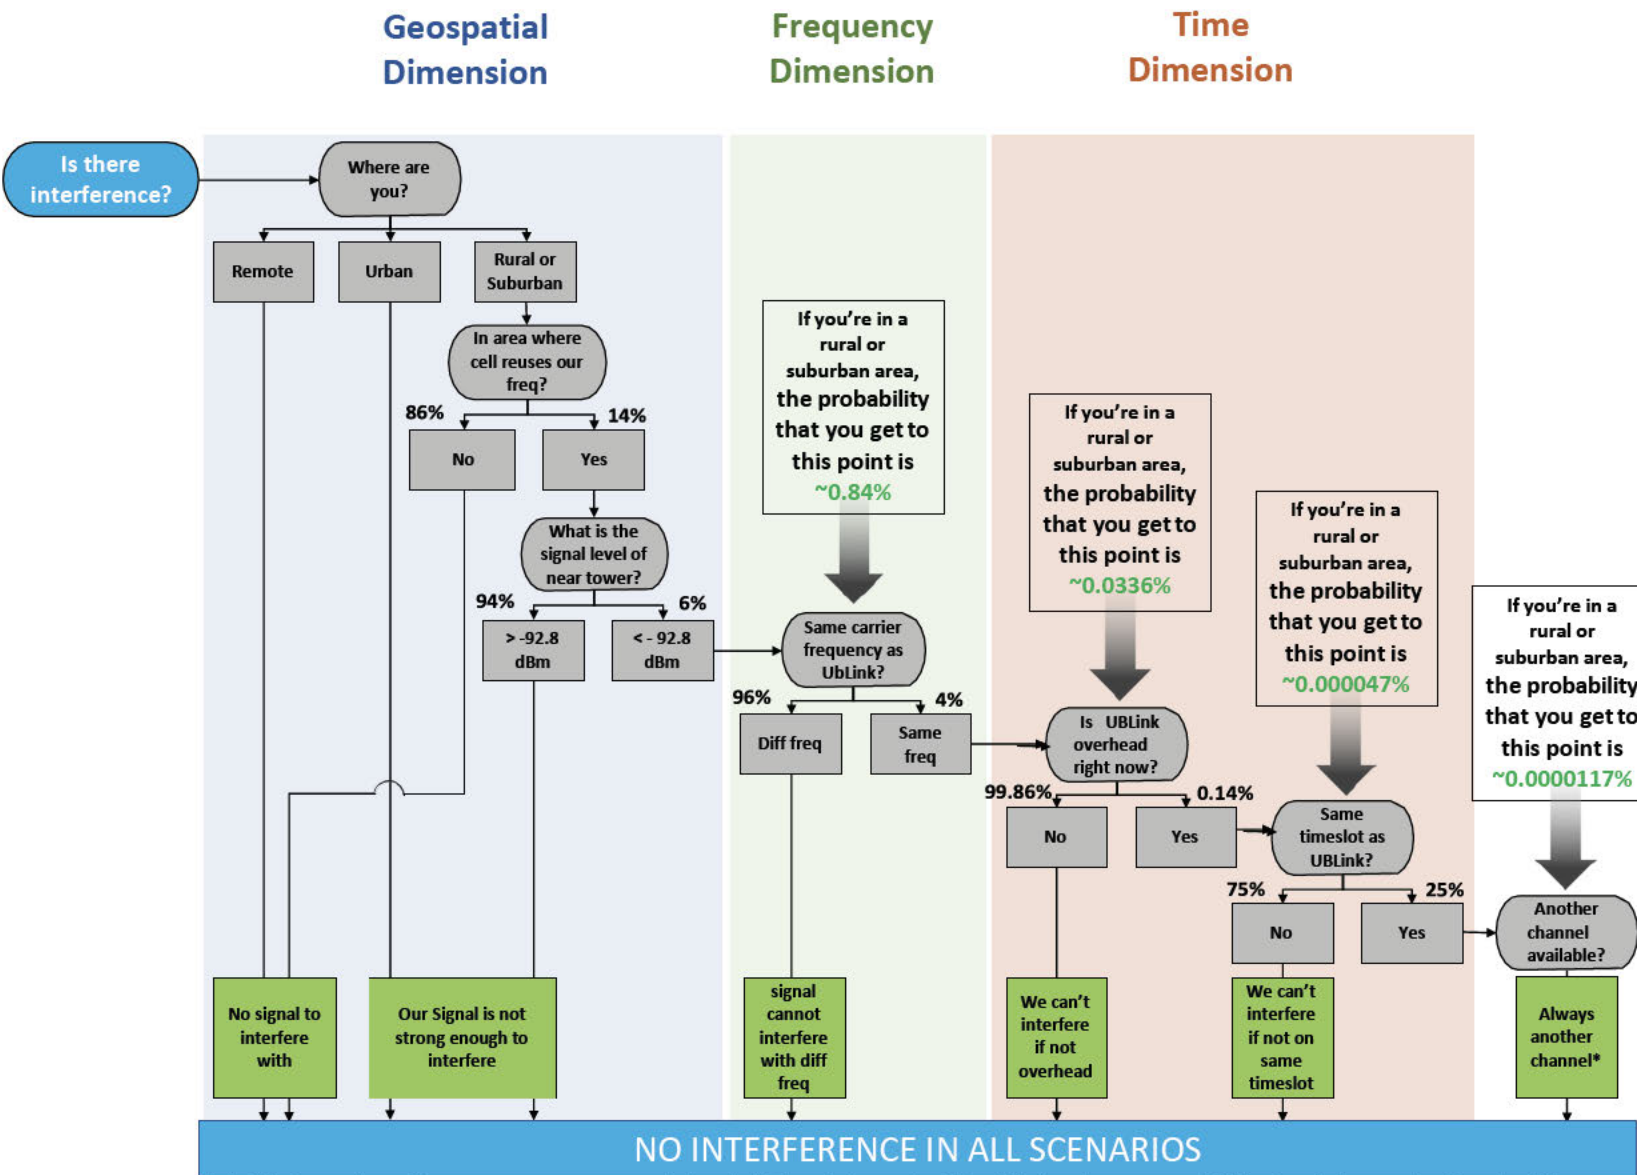 Geospatial
Dimension
Frequency
Dimension
Time
Dimension
Is there
interference?
Where are
you?
Remote
Urban
Rural or
Suburban
In area where
cell reuses our
freq?
86%
14%
No
Yes
What is the
signal level of
near tower?
94%
6%
> -92.8
dBm
< - 92.8
dBm
If you're in a
rural or
suburban area,
the probability
that you get to
this point is
~0.84%
Same carrier
frequency as
UbLink?
96%
4%
Diff freq
Same
freq
If you're in a
rural or
suburban area,
the probability
that you get to
this point is
~0.0336%
Is UBLink
overhead
right now?
99.86%
0.14%
No
Yes
If you're in a
rural or
suburban area,
the probability
that you get to
this point is
~0.000047%
Same
timeslot as
UBLink?
75%
25%
No
Yes
If you're in a
rural or
suburban area,
the probability
that you get to
this point is
~0.0000117%
Another
channel
available?
No signal to
interfere
with
Our Signal is not
strong enough to
interfere
signal
cannot
interfere
with diff
freq
We can't
interfere
if not
overhead
We can't
interfere
if not on
same
timeslot
Always
another
channel*
NO INTERFERENCE IN ALL SCENARIOS